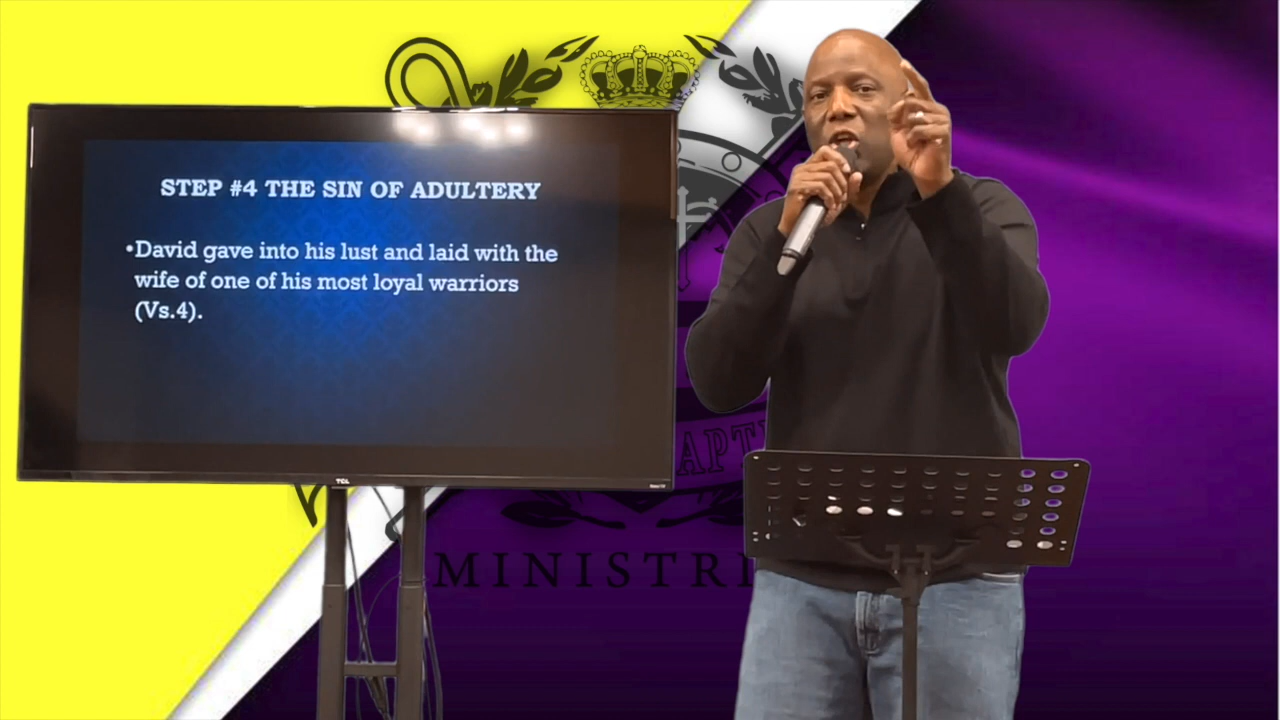 STEP #4 THE SIN OF ADULTERY
•David gave into his lust and laid with the
wife of one of his most loyal warriors
(Vs.4).
TCL